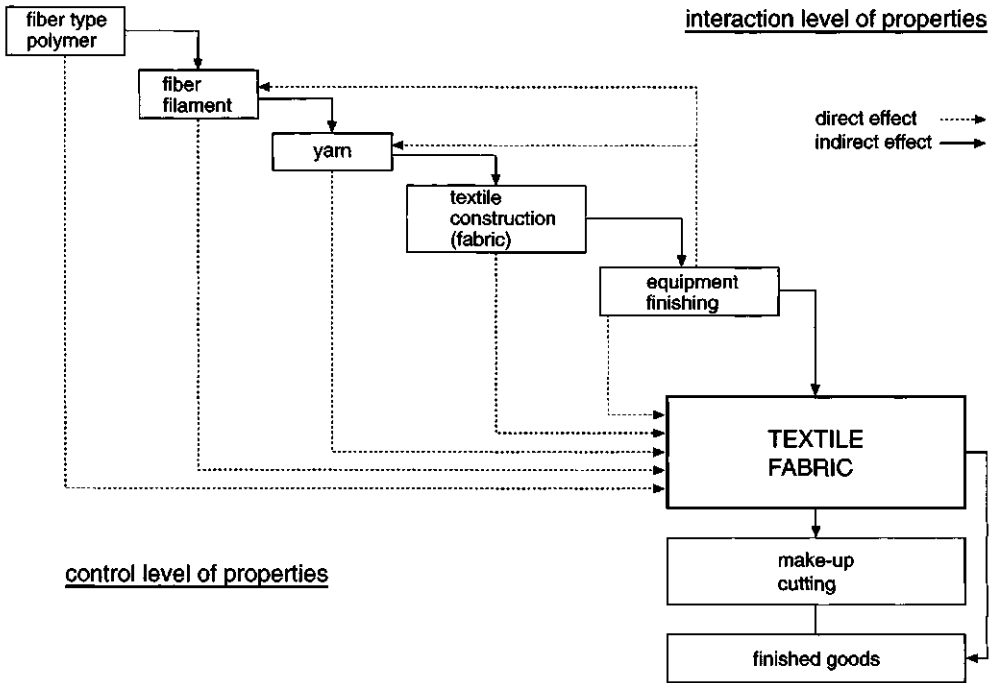 fiber type
polymer
interaction level of properties
fiber
filament
direct effect
indirect effect
yarn
textile
construction
(fabric)
equipment
finishing
TEXTILE
FABRIC
control level of properties
make-up
cutting
finished goods